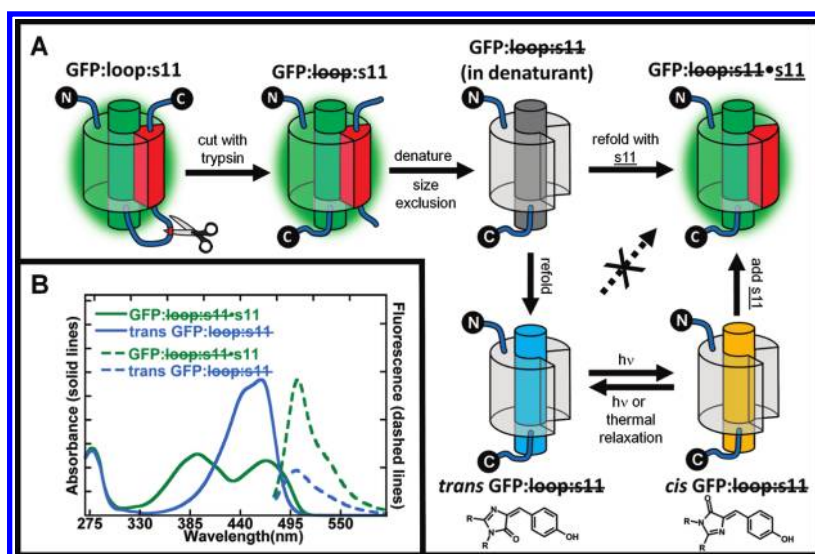 A
GFP:loop:s11
N
C
cut with
trypsin
GFP:loop:s11
N
C
denature
size
exclusion
GFP:loop:s11
(in denaturant)
N
C
refold with
s11
GFP:loop:s11•s11
N
C
refold
add s11
N
C
hν
hν or
thermal
relaxation
N
C
trans GFP:loop:s11
cis GFP:loop:s11
R
N
N
R
O
OH
O
R
N
N
R
OH
B
GFP:loop:s11•s11
trans GFP:loop:s11
GFP:loop:s11•s11
trans GFP:loop:s11
Absorbance (solid lines)
Fluorescence (dashed lines)
275 330 385 440 495 550
Wavelength(nm)